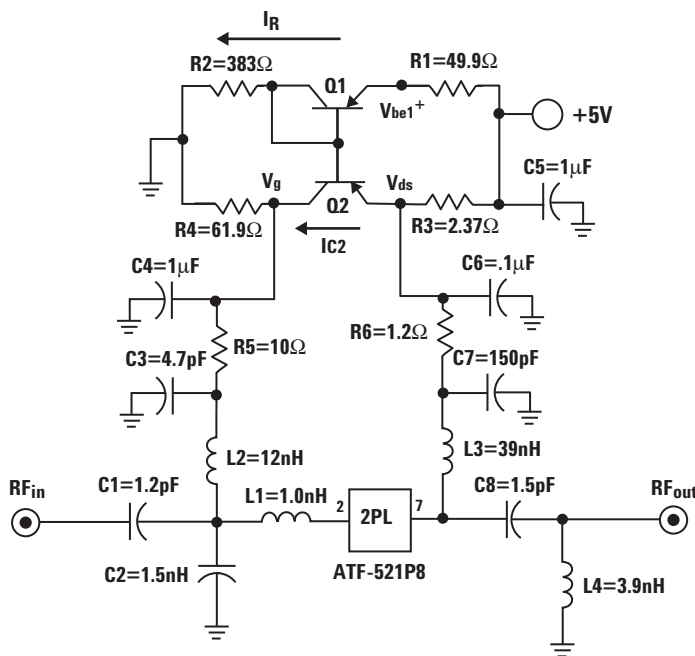 I_R
R2=383Ω
R1=49.9Ω
Q1
V_be1+
+5V
C5=1μF
V_g
V_ds
Q2
R4=61.9Ω
R3=2.37Ω
I_C2
C4=1μF
C6=.1μF
R5=10Ω
R6=1.2Ω
C3=4.7pF
C7=150pF
L2=12nH
L3=39nH
RF_in
C1=1.2pF
L1=1.0nH
2
2PL
7
C8=1.5pF
RF_out
C2=1.5nH
ATF-521P8
L4=3.9nH